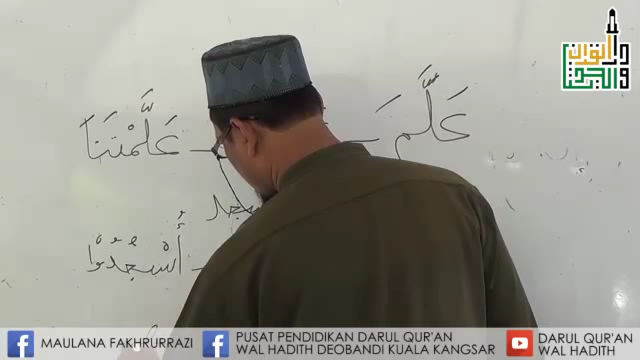 عَلَّمَ عَلَّمْتَنَا
أُسْجُدُوْا
MAULANA FAKHRURRAZI
PUSAT PENDIDIKAN DARUL QUR'AN
WAL HADITH DEOBANDI KUALA KANGSAR
DARUL QUR'AN
WAL HADITH